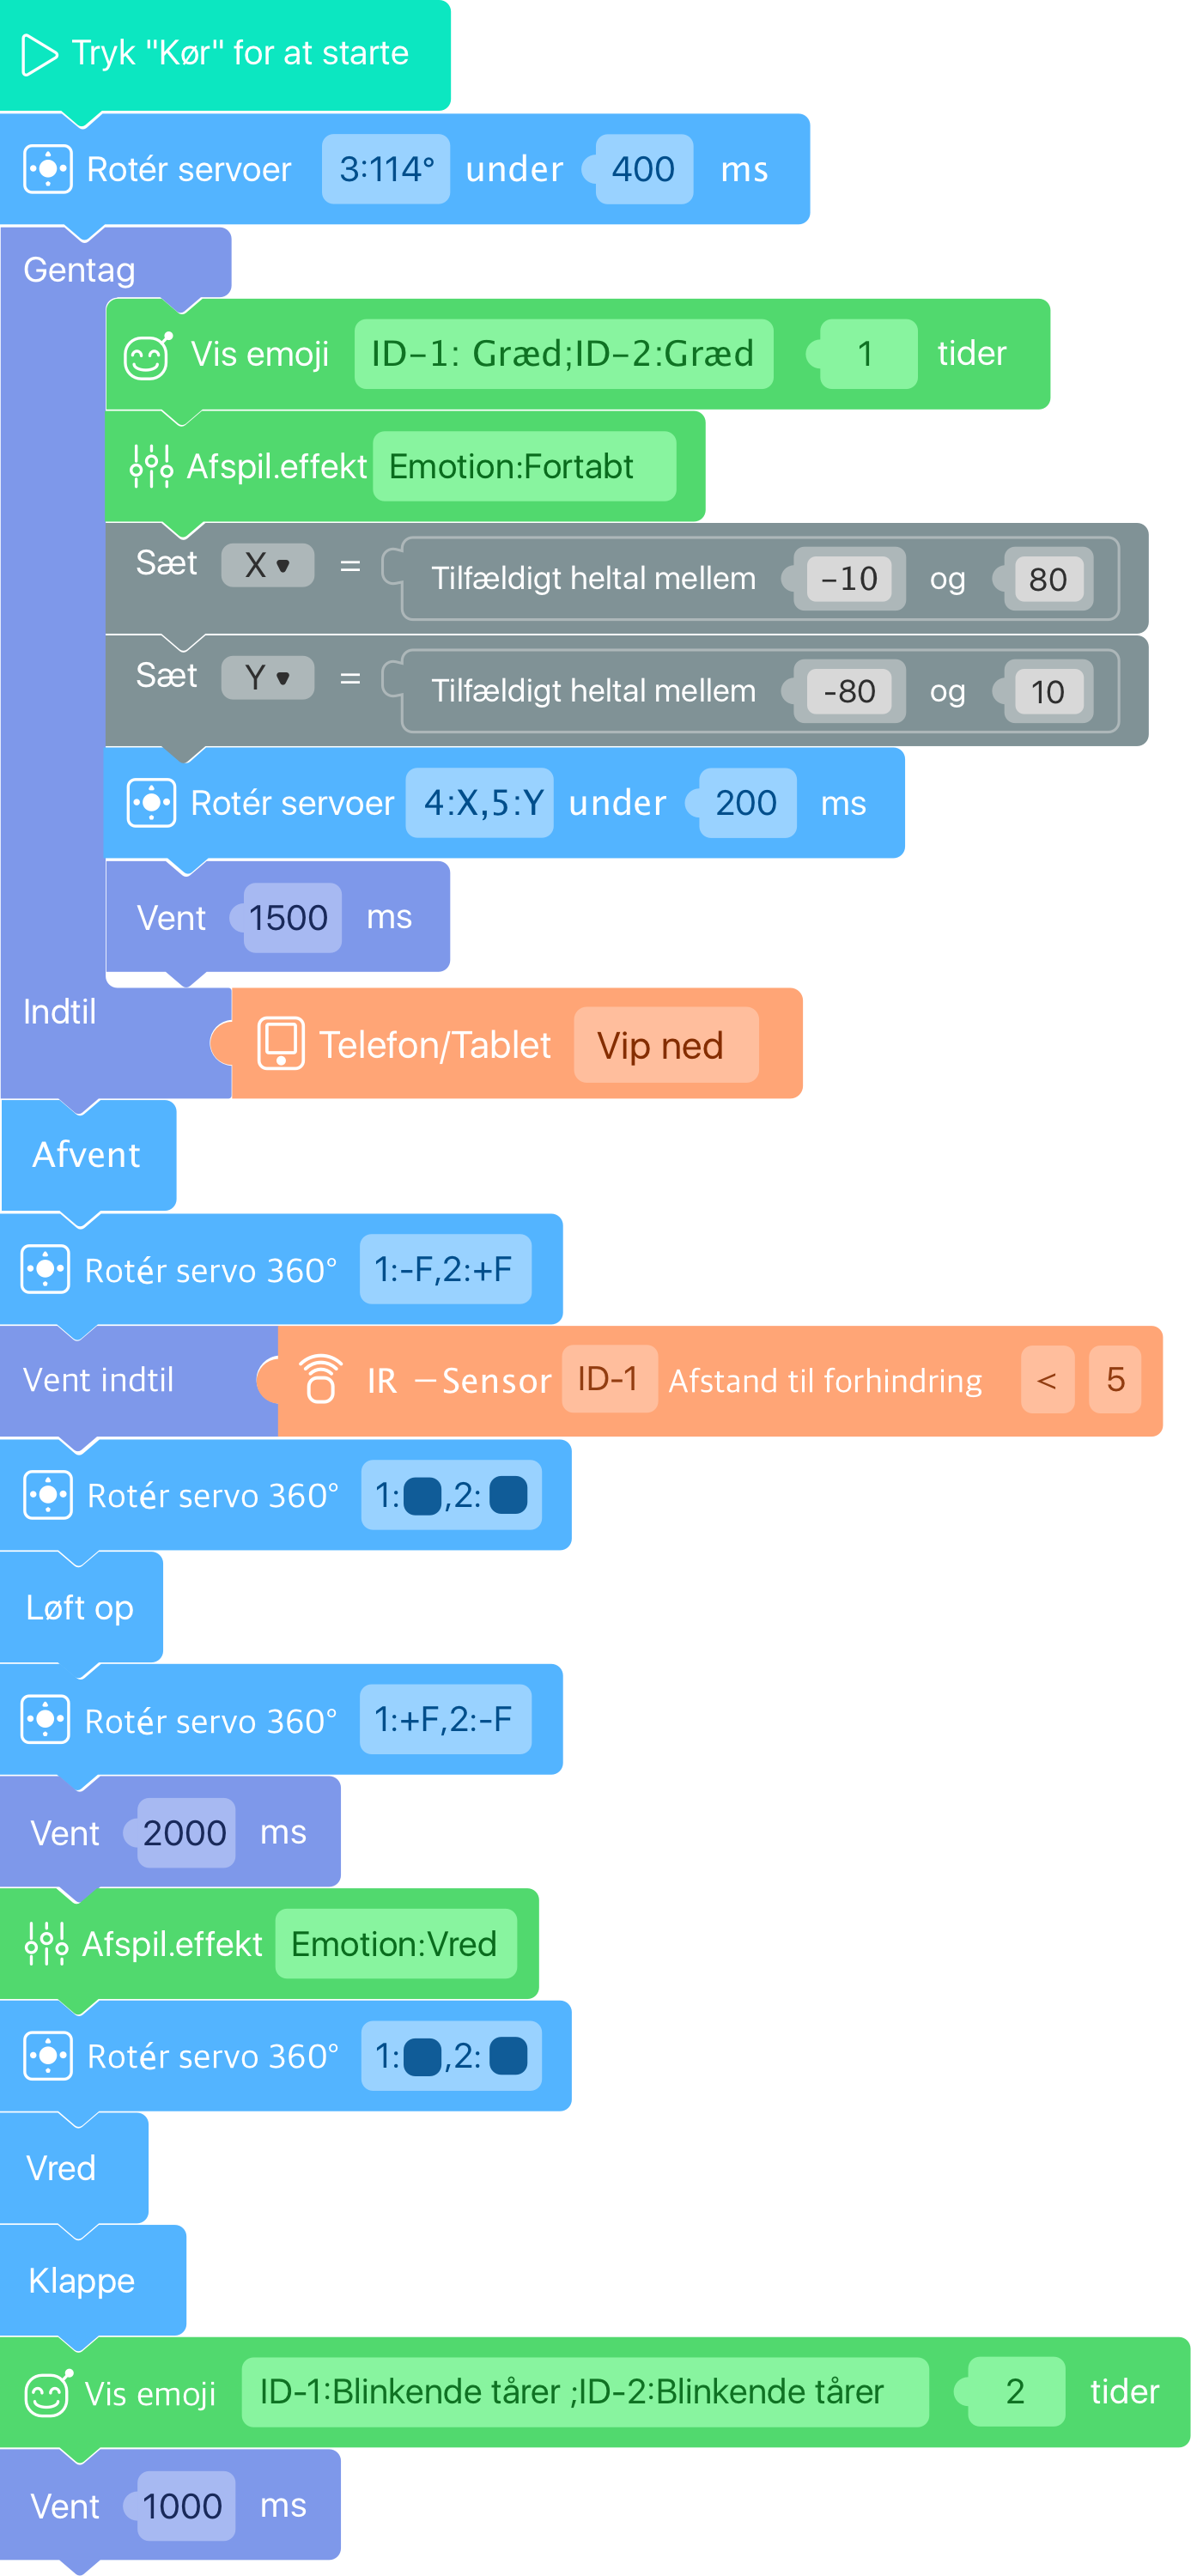 Tryk "Kør" for at starte
Rotér servoer 3:114° under 400 ms
Gentag
Vis emoji ID-1: Græd;ID-2:Græd 1 tider
Afspil.effekt Emotion:Fortabt
Sæt X = Tilfældigt heltal mellem -10 og 80
Sæt Y = Tilfældigt heltal mellem -80 og 10
Rotér servoer 4:X,5:Y under 200 ms
Vent 1500 ms
Indtil Telefon/Tablet Vip ned
Afvent
Rotér servo 360° 1:-F,2:+F
Vent indtil IR -Sensor ID-1 Afstand til forhindring < 5
Rotér servo 360° 1: ,2:
Løft op
Rotér servo 360° 1:+F,2:-F
Vent 2000 ms
Afspil.effekt Emotion:Vred
Rotér servo 360° 1: ,2:
Vred
Klappe
Vis emoji ID-1:Blinkende tårer ;ID-2:Blinkende tårer 2 tider
Vent 1000 ms